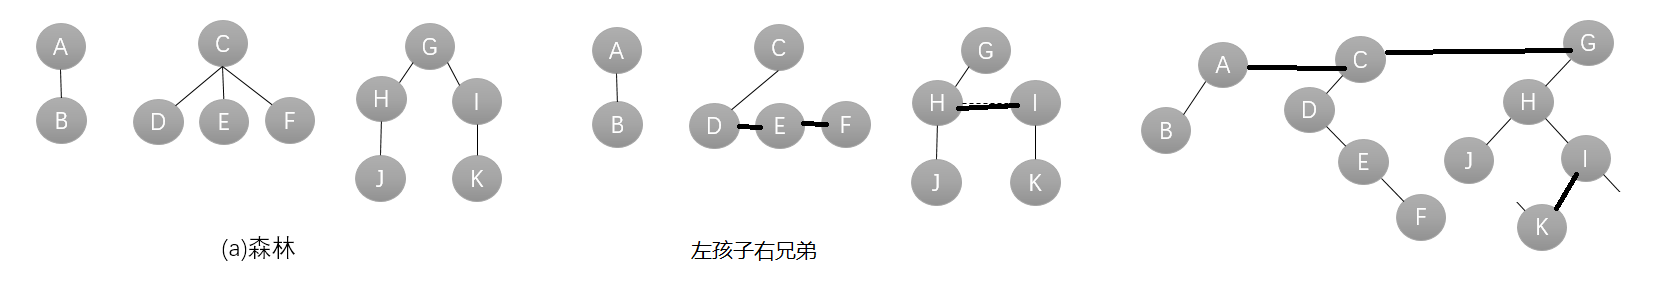 A
B
C
D E F
G
H I
J K
(a)森林
A
B
C
D E F
G
H I
J K
左孩子右兄弟
A C G
B D H
E J I
F K